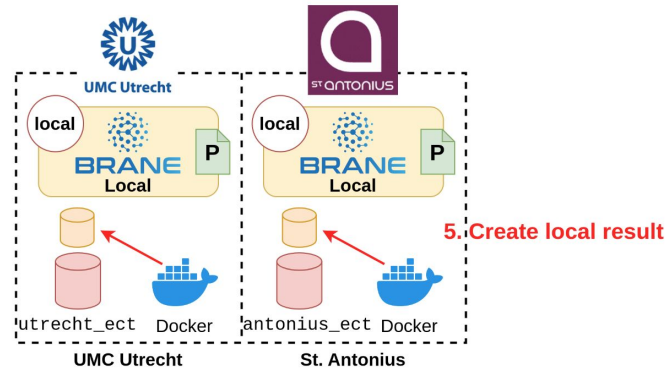 UMC Utrecht
ST ANTONIUS
local
BRANE
Local
P
local
BRANE
Local
P
5. Create local result
utrecht_ect
Docker
antonius_ect
Docker
UMC Utrecht
St. Antonius